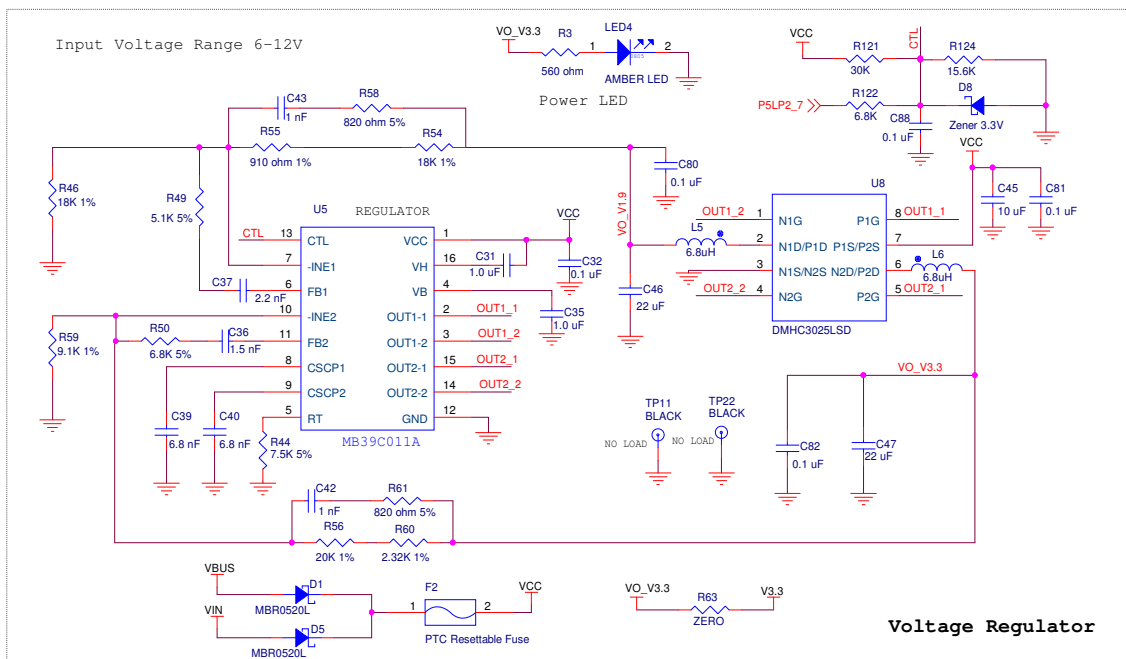 Input Voltage Range 6-12V
VO_V3.3
R3
560 ohm
1
LED4
0805
2
AMBER LED
Power LED
VCC
R121
30K
CTL
R124
15.6K
P5LP2_7
R122
6.8K
D8
Zener 3.3V
C88
0.1 uF
C43
1 nF
R58
820 ohm 5%
R55
910 ohm 1%
R54
18K 1%
R46
18K 1%
R49
5.1K 5%
C80
0.1 uF
VO_V1.9
VCC
C45
10 uF
C81
0.1 uF
U5
REGULATOR
CTL
13
CTL
VCC
1
VCC
7
-INE1
VH
16
C31
1.0 uF
C32
0.1 uF
C37
2.2 nF
6
FB1
VB
4
C35
1.0 uF
10
-INE2
OUT1-1
2
OUT1_1
R59
9.1K 1%
R50
6.8K 5%
C36
1.5 nF
11
FB2
OUT1-2
3
OUT1_2
8
CSCP1
OUT2-1
15
OUT2_1
9
CSCP2
OUT2-2
14
OUT2_2
5
RT
GND
12
MB39C011A
C39
6.8 nF
C40
6.8 nF
R44
7.5K 5%
U8
OUT1_2
1
N1G
P1G
8
OUT1_1
L5
6.8uH
2
N1D/P1D
P1S/P2S
7
3
N1S/N2S
N2D/P2D
6
L6
6.8uH
OUT2_2
4
N2G
P2G
5
OUT2_1
DMHC3025LSD
C46
22 uF
VO_V3.3
TP11
BLACK
NO LOAD
TP22
BLACK
NO LOAD
C82
0.1 uF
C47
22 uF
C42
1 nF
R61
820 ohm 5%
R56
20K 1%
R60
2.32K 1%
VBUS
D1
MBR0520L
VIN
D5
MBR0520L
F2
1
2
PTC Resettable Fuse
VCC
VO_V3.3
R63
ZERO
V3.3
Voltage Regulator